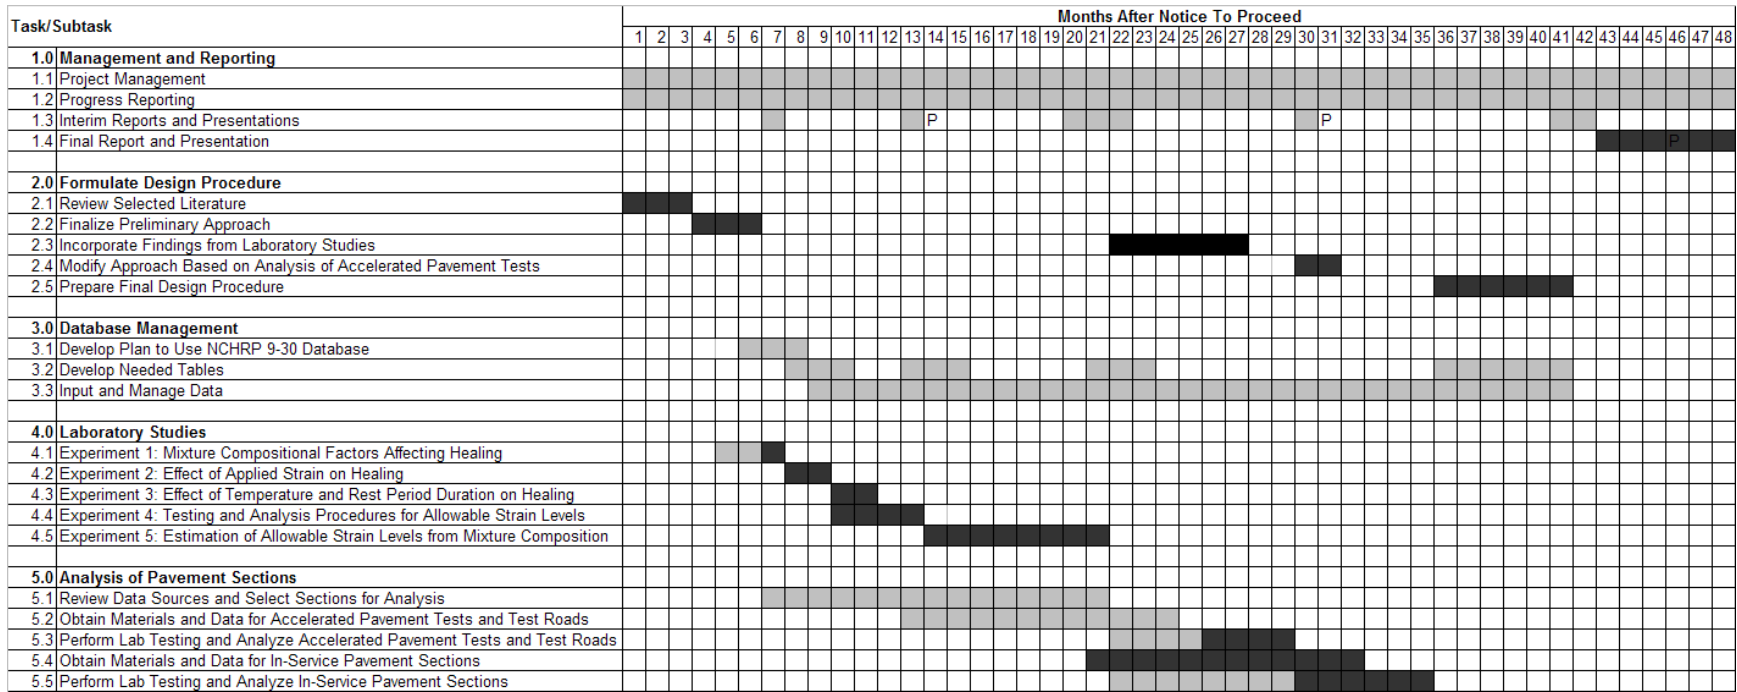 Task/Subtask
Months After Notice To Proceed
1 2 3 4 5 6 7 8 9 10 11 12 13 14 15 16 17 18 19 20 21 22 23 24 25 26 27 28 29 30 31 32 33 34 35 36 37 38 39 40 41 42 43 44 45 46 47 48
1.0 Management and Reporting
1.1 Project Management
1.2 Progress Reporting
1.3 Interim Reports and Presentations P P
1.4 Final Report and Presentation P
2.0 Formulate Design Procedure
2.1 Review Selected Literature
2.2 Finalize Preliminary Approach
2.3 Incorporate Findings from Laboratory Studies
2.4 Modify Approach Based on Analysis of Accelerated Pavement Tests
2.5 Prepare Final Design Procedure
3.0 Database Management
3.1 Develop Plan to Use NCHRP 9-30 Database
3.2 Develop Needed Tables
3.3 Input and Manage Data
4.0 Laboratory Studies
4.1 Experiment 1: Mixture Compositional Factors Affecting Healing
4.2 Experiment 2: Effect of Applied Strain on Healing
4.3 Experiment 3: Effect of Temperature and Rest Period Duration on Healing
4.4 Experiment 4: Testing and Analysis Procedures for Allowable Strain Levels
4.5 Experiment 5: Estimation of Allowable Strain Levels from Mixture Composition
5.0 Analysis of Pavement Sections
5.1 Review Data Sources and Select Sections for Analysis
5.2 Obtain Materials and Data for Accelerated Pavement Tests and Test Roads
5.3 Perform Lab Testing and Analyze Accelerated Pavement Tests and Test Roads
5.4 Obtain Materials and Data for In-Service Pavement Sections
5.5 Perform Lab Testing and Analyze In-Service Pavement Sections